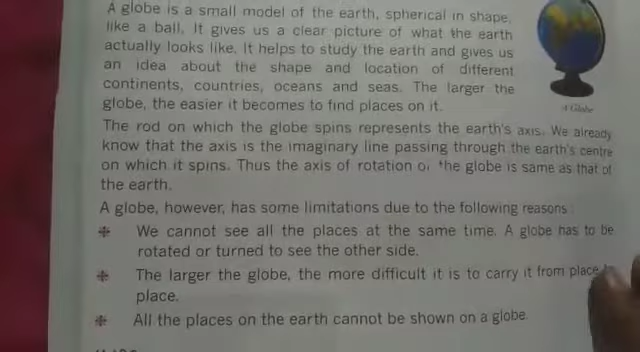 A globe is a small model of the earth, spherical in shape,
like a ball. It gives us a clear picture of what the earth
actually looks like. It helps to study the earth and gives us
an idea about the shape and location of different
continents, countries, oceans and seas. The larger the
globe, the easier it becomes to find places on it.
A Globe
The rod on which the globe spins represents the earth's axis. We already
know that the axis is the imaginary line passing through the earth's centre
on which it spins. Thus the axis of rotation of the globe is same as that of
the earth.
A globe, however, has some limitations due to the following reasons:
We cannot see all the places at the same time. A globe has to be
rotated or turned to see the other side.
The larger the globe, the more difficult it is to carry it from place
place.
All the places on the earth cannot be shown on a globe.